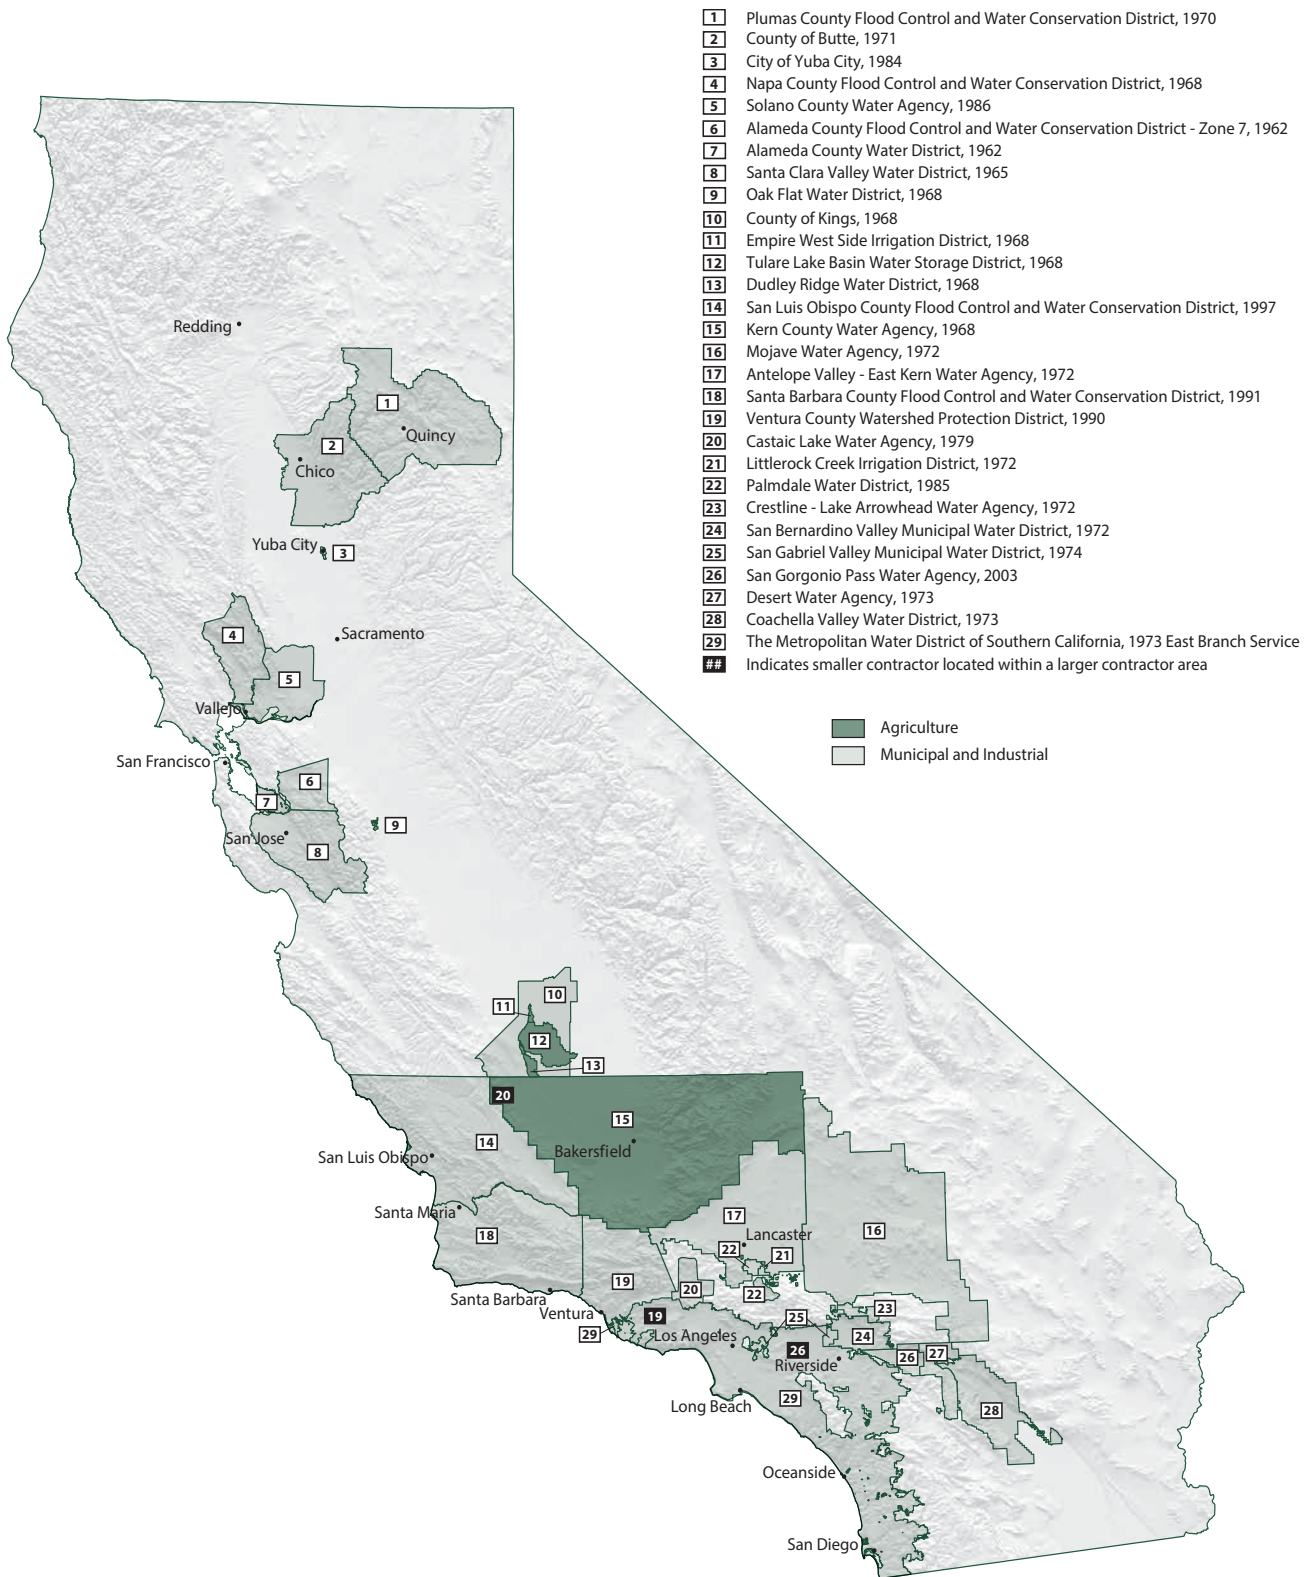 1 Plumas County Flood Control and Water Conservation District, 1970
2 County of Butte, 1971
3 City of Yuba City, 1984
4 Napa County Flood Control and Water Conservation District, 1968
5 Solano County Water Agency, 1986
6 Alameda County Flood Control and Water Conservation District - Zone 7, 1962
7 Alameda County Water District, 1962
8 Santa Clara Valley Water District, 1965
9 Oak Flat Water District, 1968
10 County of Kings, 1968
11 Empire West Side Irrigation District, 1968
12 Tulare Lake Basin Water Storage District, 1968
13 Dudley Ridge Water District, 1968
14 San Luis Obispo County Flood Control and Water Conservation District, 1997
15 Kern County Water Agency, 1968
16 Mojave Water Agency, 1972
17 Antelope Valley - East Kern Water Agency, 1972
18 Santa Barbara County Flood Control and Water Conservation District, 1991
19 Ventura County Watershed Protection District, 1990
20 Castaic Lake Water Agency, 1979
21 Littlerock Creek Irrigation District, 1972
22 Palmdale Water District, 1985
23 Crestline - Lake Arrowhead Water Agency, 1972
24 San Bernardino Valley Municipal Water District, 1972
25 San Gabriel Valley Municipal Water District, 1974
26 San Gorgonio Pass Water Agency, 2003
27 Desert Water Agency, 1973
28 Coachella Valley Water District, 1973
29 The Metropolitan Water District of Southern California, 1973 East Branch Service
## Indicates smaller contractor located within a larger contractor area
Agriculture
Municipal and Industrial
Redding
1
Quincy
2
Chico
Yuba City
3
4
Sacramento
5
Vallejo
San Francisco
6
7
9
San Jose
8
10
11
12
13
20
15
14
Bakersfield
San Luis Obispo
Santa Maria
17
16
18
Lancaster
22
21
19
20
22
Santa Barbara
23
Ventura
19
25
29
Los Angeles
24
26
26
27
Riverside
29
Long Beach
28
Oceanside
San Diego